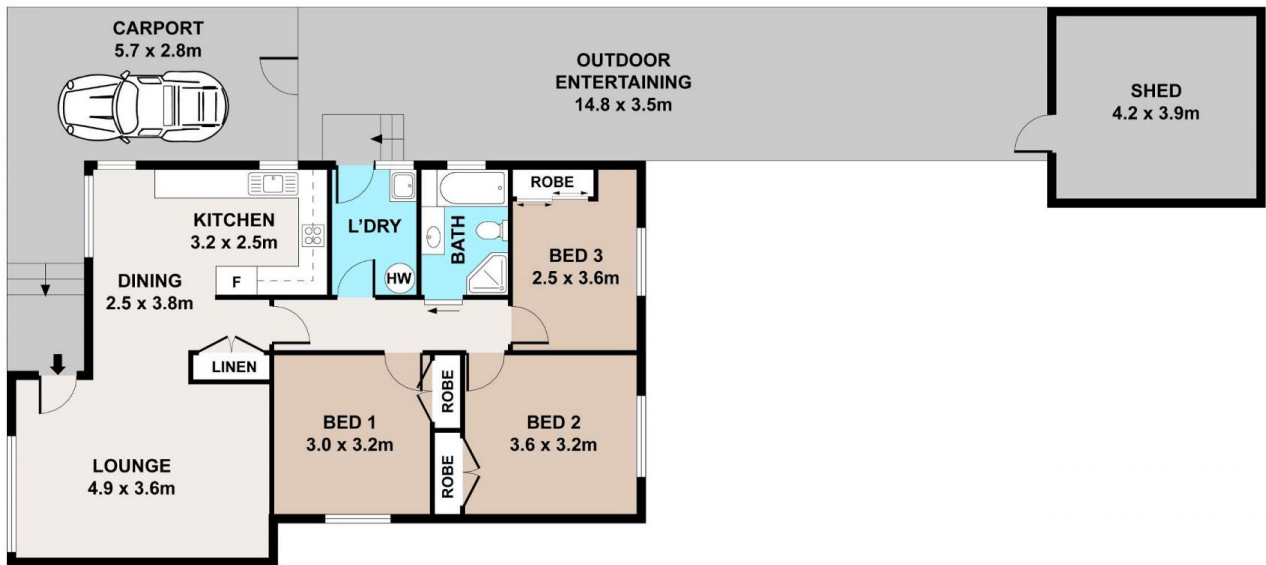 CARPORT
5.7 x 2.8m
OUTDOOR
ENTERTAINING
14.8 x 3.5m
SHED
4.2 x 3.9m
KITCHEN
3.2 x 2.5m
F
L'DRY
HW
BATH
ROBE
BED 3
2.5 x 3.6m
DINING
2.5 x 3.8m
LINEN
LOUNGE
4.9 x 3.6m
BED 1
3.0 x 3.2m
ROBE
ROBE
BED 2
3.6 x 3.2m